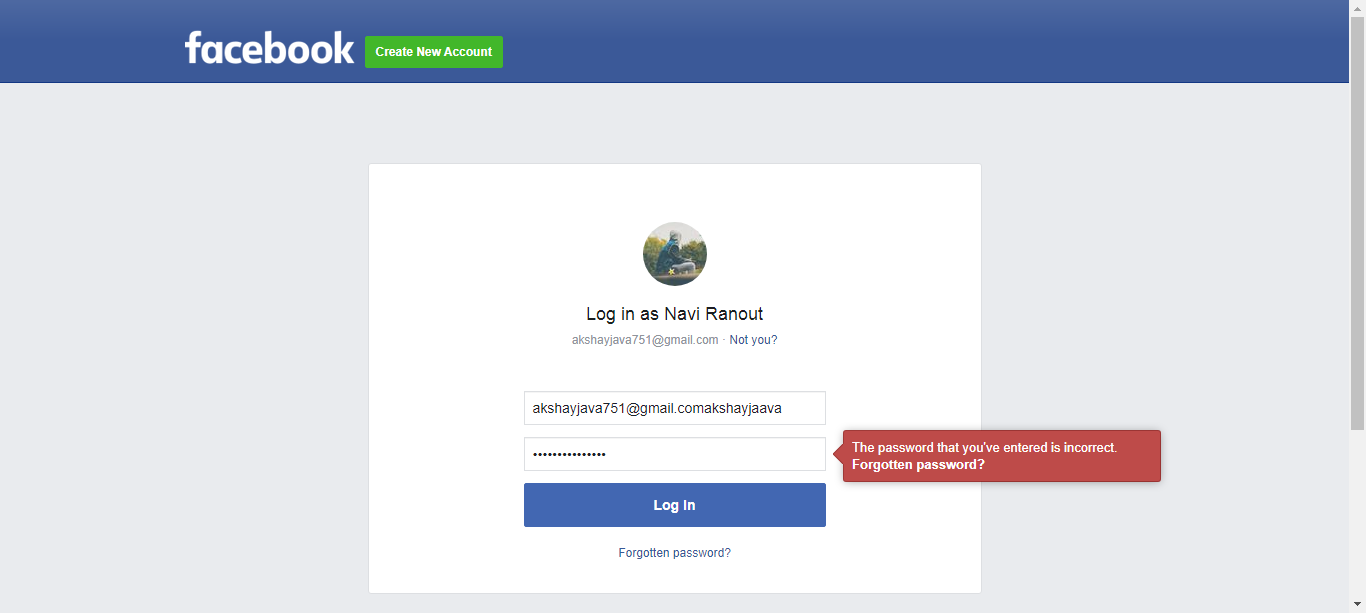 facebook
Create New Account
Log in as Navi Ranout
akshayjava751@gmail.com · Not you?
akshayjava751@gmail.comakshayjaava
•••••••••••••••
The password that you've entered is incorrect.
Forgotten password?
Log In
Forgotten password?